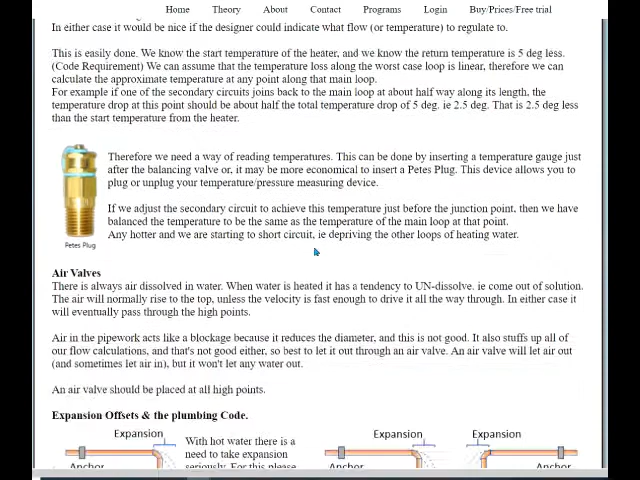 Home Theory About Contact Programs Login Buy/Prices/Free trial
In either case it would be nice if the designer could indicate what flow (or temperature) to regulate to.
This is easily done. We know the start temperature of the heater, and we know the return temperature is 5 deg less.
(Code Requirement) We can assume that the temperature loss along the worst case loop is linear, therefore we can
calculate the approximate temperature at any point along that main loop.
For example if one of the secondary circuits joins back to the main loop at about half way along its length, the
temperature drop at this point should be about half the total temperature drop of 5 deg. ie 2.5 deg. That is 2.5 deg less
than the start temperature from the heater.
Therefore we need a way of reading temperatures. This can be done by inserting a temperature gauge just
after the balancing valve or, it may be more economical to insert a Petes Plug. This device allows you to
plug or unplug your temperature/pressure measuring device.
If we adjust the secondary circuit to achieve this temperature just before the junction point, then we have
balanced the temperature to be the same as the temperature of the main loop at that point.
Any hotter and we are starting to short circuit, ie depriving the other loops of heating water.
Petes Plug
Air Valves
There is always air dissolved in water. When water is heated it has a tendency to UN-dissolve. ie come out of solution.
The air will normally rise to the top, unless the velocity is fast enough to drive it all the way through. In either case it
will eventually pass through the high points.
Air in the pipework acts like a blockage because it reduces the diameter, and this is not good. It also stuffs up all of
our flow calculations, and that's not good either, so best to let it out through an air valve. An air valve will let air out
(and sometimes let air in), but it won't let any water out.
An air valve should be placed at all high points.
Expansion Offsets & the plumbing Code.
Expansion
With hot water there is a
need to take expansion
seriously. For this please
Anchor
Expansion Expansion
Anchor Anchor